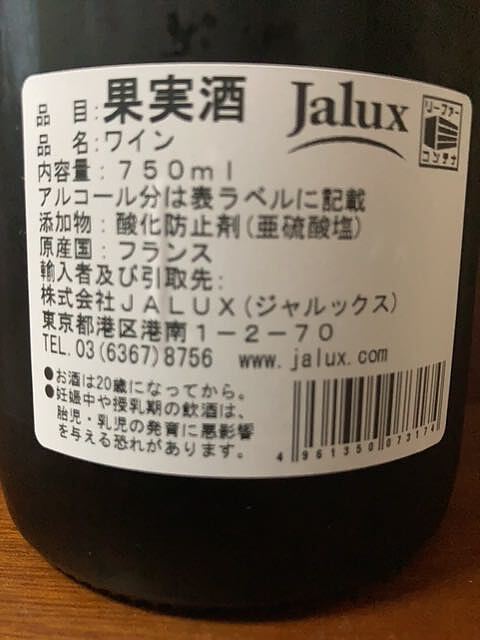 品 目:果実酒
Jalux
リーファー
コンテナ
品 名:ワイン
内容量:750ml
アルコール分は表ラベルに記載
添加物:酸化防止剤(亜硫酸塩)
原産国:フランス
輸入者及び引取先:
株式会社JALUX(ジャルックス)
東京都港区港南1-2-70
TEL.03(6367)8756 www.jalux.com
●お酒は20歳になってから。
●妊娠中や授乳期の飲酒は、
胎児・乳児の発育に悪影響
を与える恐れがあります。
4 961350 073174